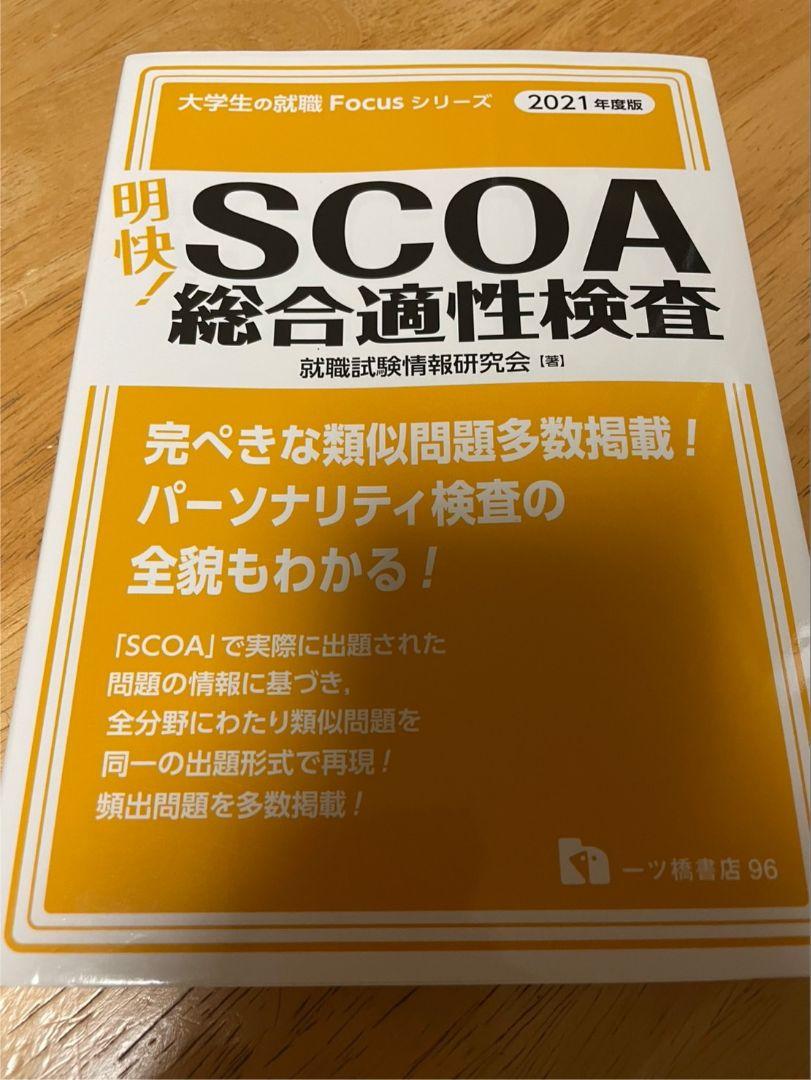 大学生の就職 Focus シリーズ 2021年度版
明快!
SCOA
総合適性検査
就職試験情報研究会【著】
完ぺきな類似問題多数掲載!
パーソナリティ検査の
全貌もわかる!
「SCOA」で実際に出題された
問題の情報に基づき,
全分野にわたり類似問題を
同一の出題形式で再現!
頻出問題を多数掲載!
一ツ橋書店 96